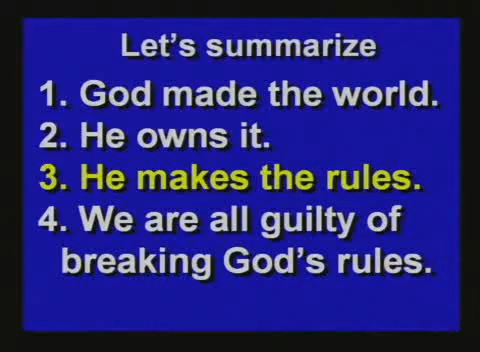 Let's summarize
1. God made the world.
2. He owns it.
3. He makes the rules.
4. We are all guilty of
breaking God's rules.